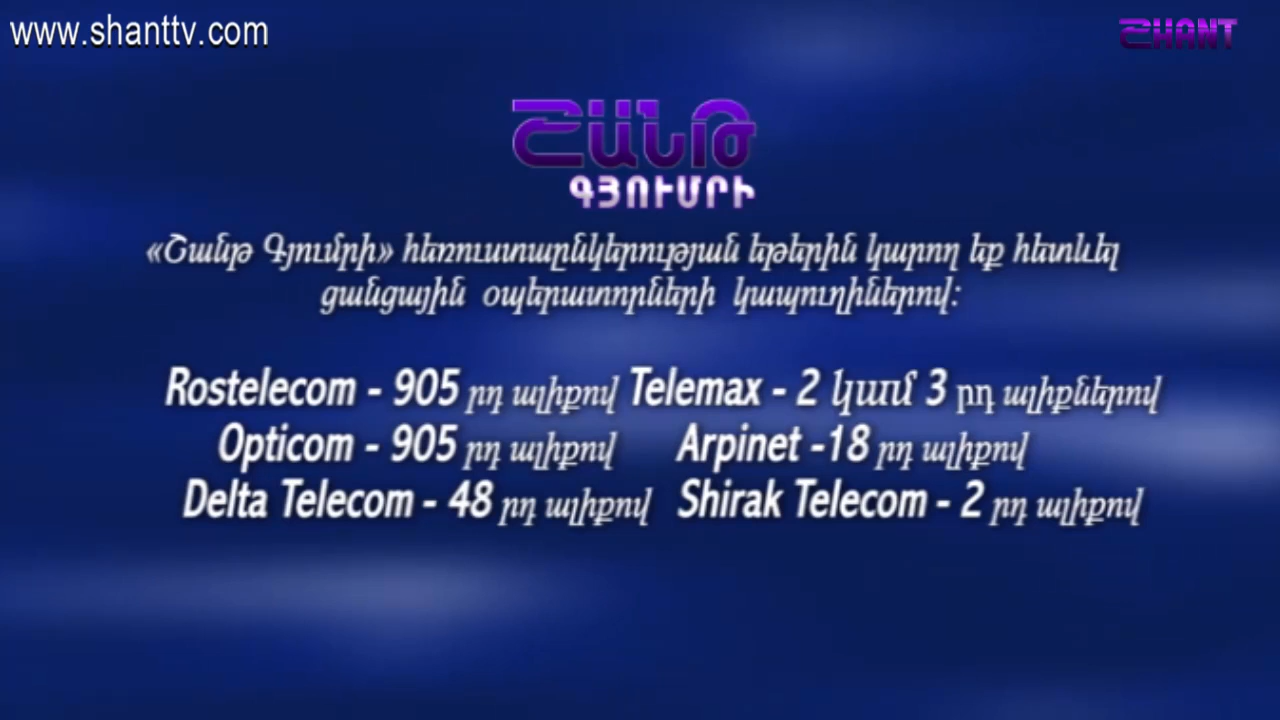 www.shanttv.com
SHANT
ՇԱՆԹ
ԳՅՈՒՄՐԻ
«Շանթ Գյումրի» հեռուստաընկերության եթերին կարող եք հետևել
ցանցային օպերատորների կապուղիներով:
Rostelecom - 905 րդ ալիքով Telemax - 2 կամ 3 րդ ալիքներով
Opticom - 905 րդ ալիքով Arpinet -18 րդ ալիքով
Delta Telecom - 48 րդ ալիքով Shirak Telecom - 2 րդ ալիքով